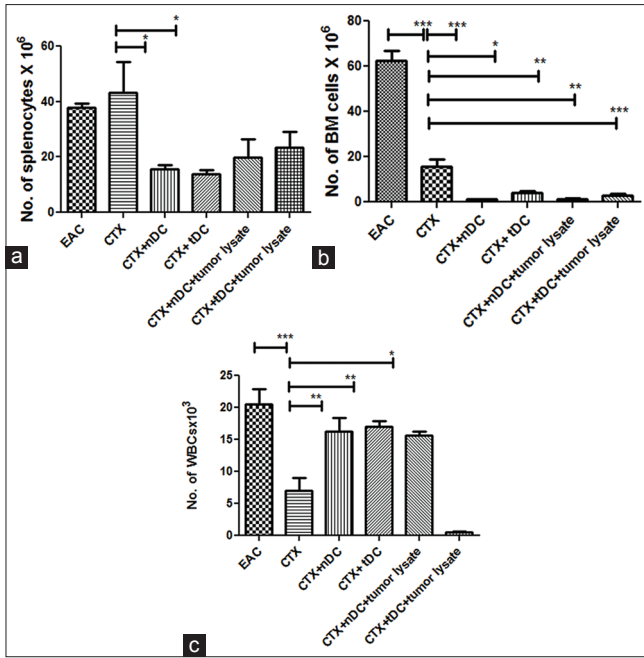 No. of splenocytes X 10⁶
60
40
20
0
*
*
EAC
CTX
CTX+nDC
CTX+ tDC
CTX+nDC+tumor lysate
CTX+tDC+tumor lysate
a
No. of BM cells X 10⁶
80
60
40
20
0
***
***
*
**
**
***
EAC
CTX
CTX+nDC
CTX+ tDC
CTX+nDC+tumor lysate
CTX+tDC+tumor lysate
b
No. of WBCsx10³
25
20
15
10
5
0
***
*
**
**
EAC
CTX
CTX+nDC
CTX+ tDC
CTX+nDC+tumor lysate
CTX+tDC+tumor lysate
c